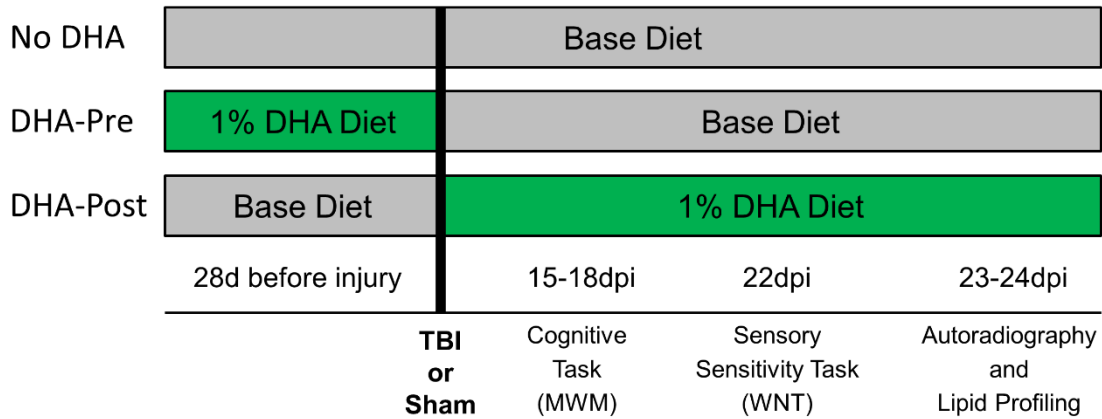 No DHA
Base Diet
DHA-Pre
1% DHA Diet
Base Diet
DHA-Post
Base Diet
1% DHA Diet
28d before injury
15-18dpi
22dpi
23-24dpi
TBI
or
Sham
Cognitive
Task
(MWM)
Sensory
Sensitivity Task
(WNT)
Autoradiography
and
Lipid Profiling